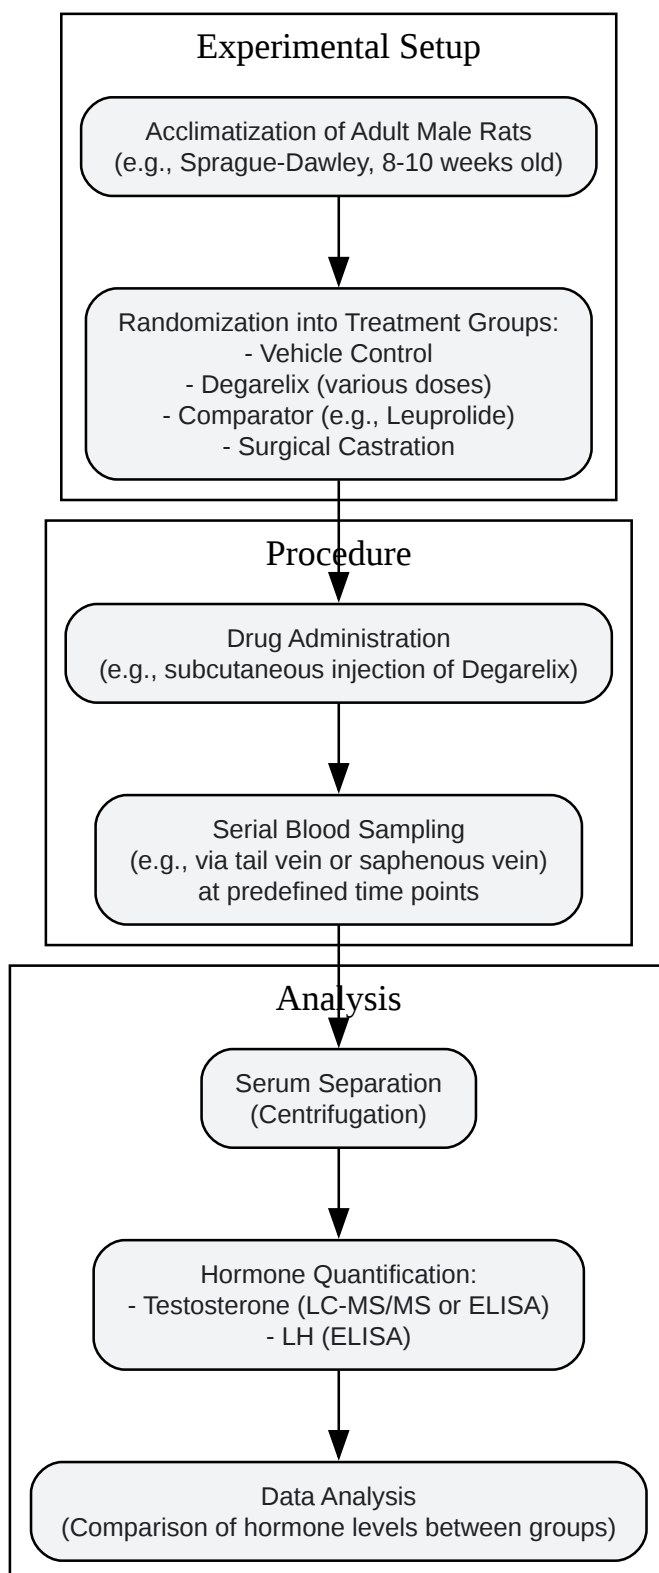 Experimental Setup
Acclimatization of Adult Male Rats
(e.g., Sprague-Dawley, 8-10 weeks old)
Randomization into Treatment Groups:
- Vehicle Control
- Degarelix (various doses)
- Comparator (e.g., Leuprolide)
- Surgical Castration
Procedure
Drug Administration
(e.g., subcutaneous injection of Degarelix)
Serial Blood Sampling
(e.g., via tail vein or saphenous vein)
at predefined time points
Analysis
Serum Separation
(Centrifugation)
Hormone Quantification:
- Testosterone (LC-MS/MS or ELISA)
- LH (ELISA)
Data Analysis
(Comparison of hormone levels between groups)